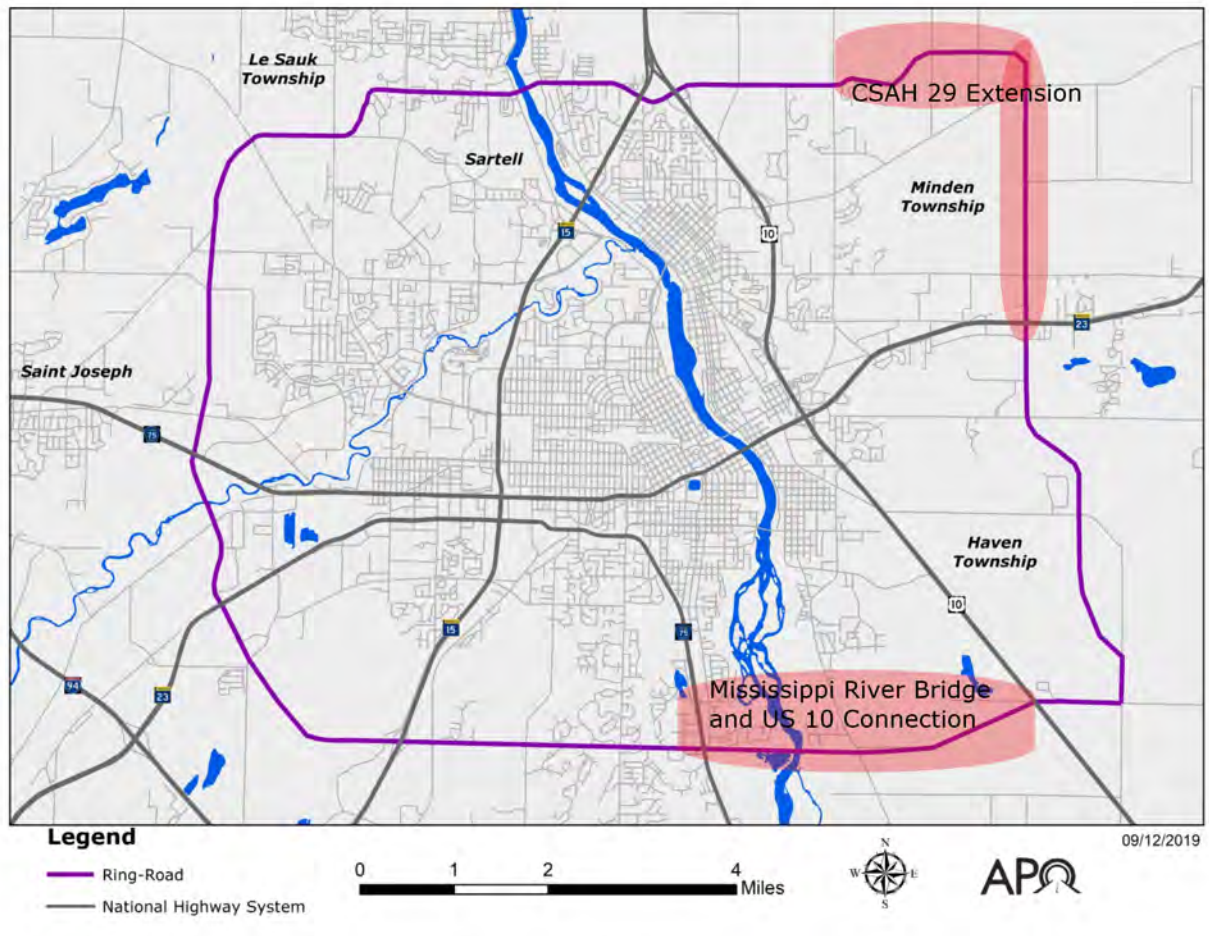 Le Sauk
Township
CSAH 29 Extension
Sartell
Minden
Township
15
10
23
Saint Joseph
75
Haven
Township
10
15
75
94
23
Mississippi River Bridge
and US 10 Connection
Legend
09/12/2019
Ring-Road
National Highway System
0 1 2 4
Miles
N
W E
S
APO